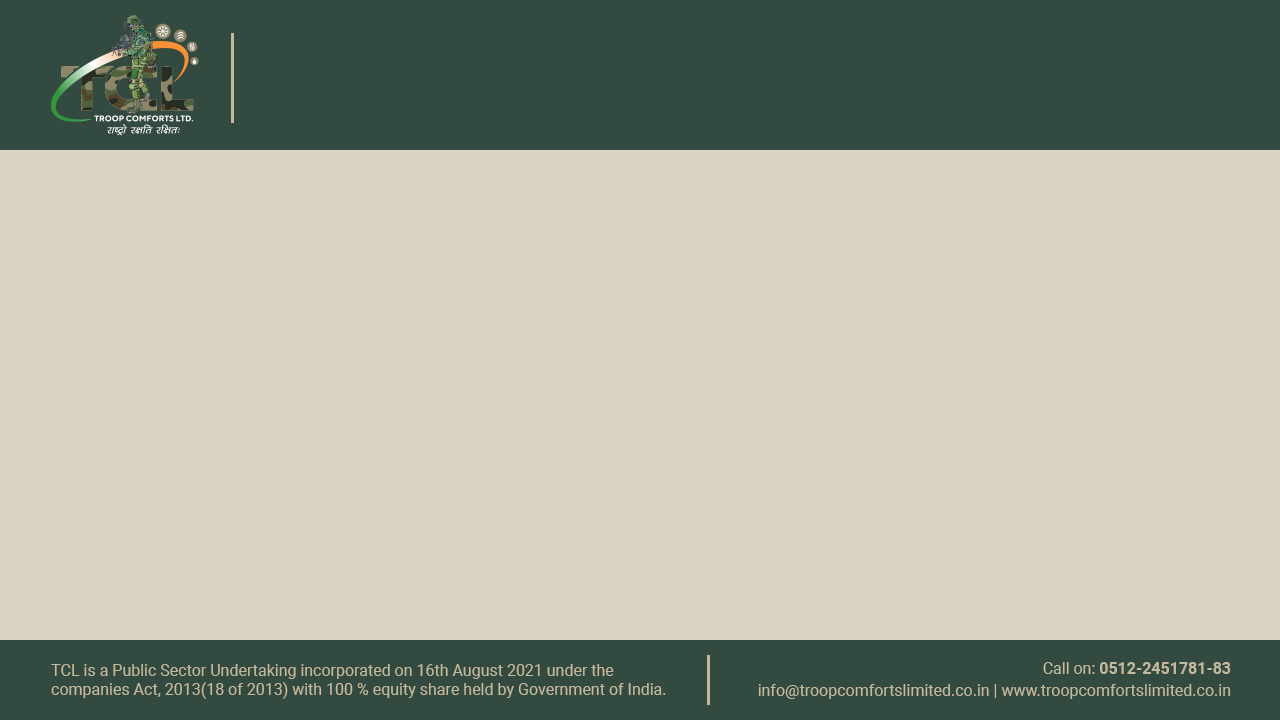 TCL
TROOP COMFORTS LTD.
राष्ट्रो रक्षति रक्षितः
TCL is a Public Sector Undertaking incorporated on 16th August 2021 under the
companies Act, 2013(18 of 2013) with 100 % equity share held by Government of India.
Call on: 0512-2451781-83
info@troopcomfortslimited.co.in | www.troopcomfortslimited.co.in